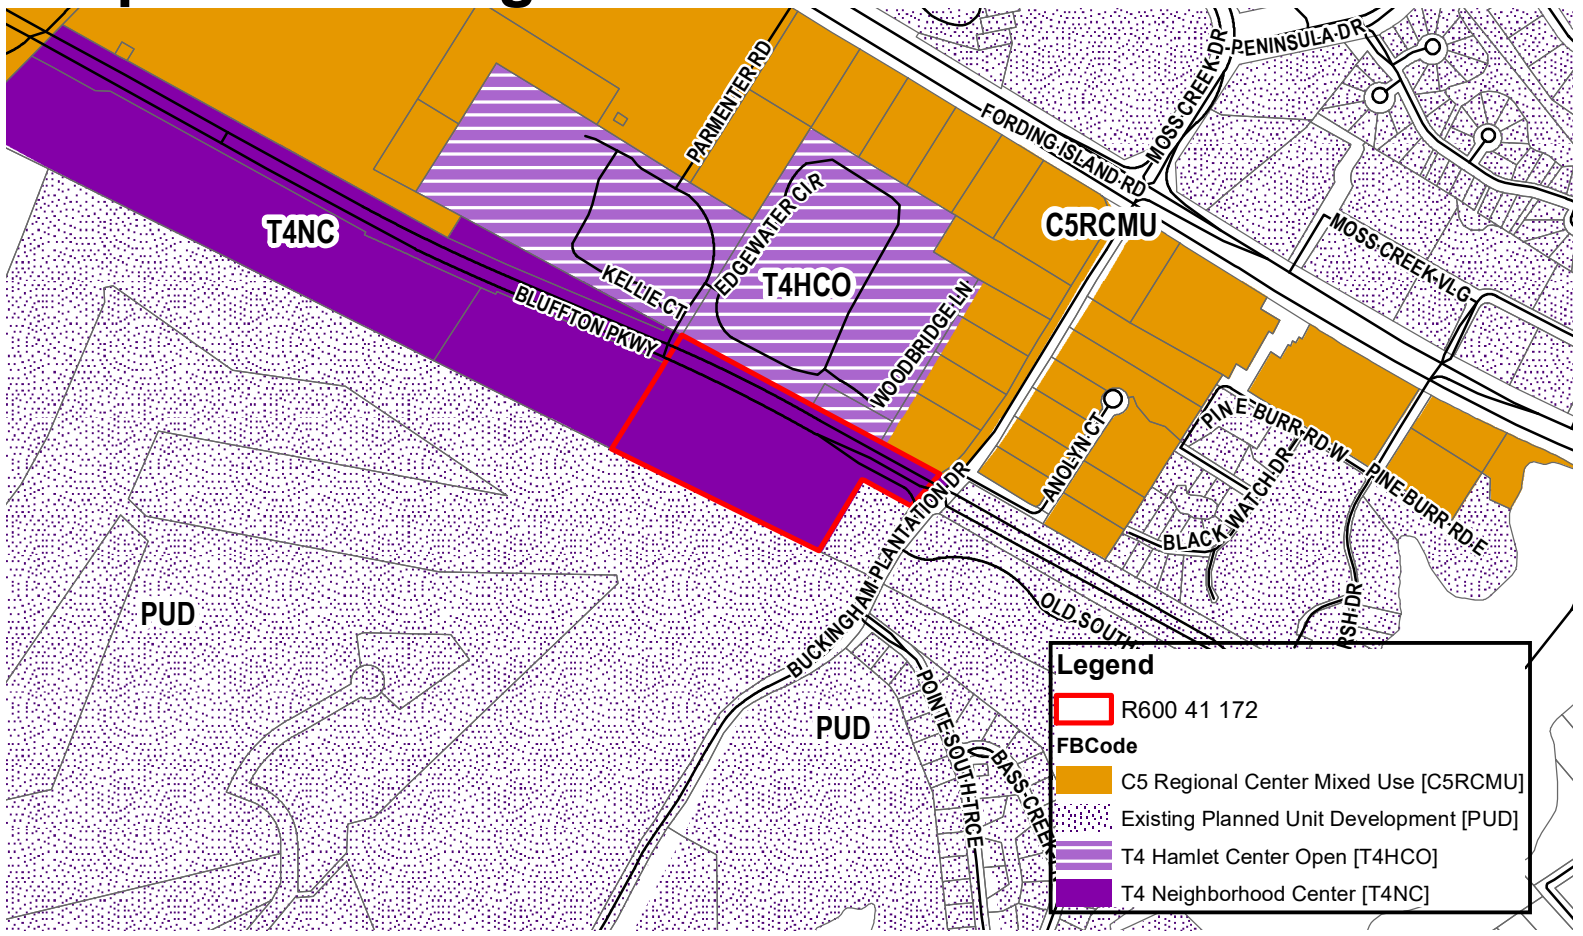 PENINSULA DR
MOSS CREEK DR
PARMENTER RD
FORDING ISLAND RD
EDGEWATER CIR
T4NC
C5RCMU
MOSS CREEK VLG
KELLIE CT
T4HCO
BLUFFTON PKWY
WOODBRIDGE LN
ANOLYN CT
PINE BURR RD W
BLACK WATCH DR
PINE BURR RD E
BUCKINGHAM PLANTATION DR
PUD
OLD SOUTH
RSH DR
PUD
POINTE SOUTH TRCE
BASS CREEK
Legend
R600 41 172
FBCode
C5 Regional Center Mixed Use [C5RCMU]
Existing Planned Unit Development [PUD]
T4 Hamlet Center Open [T4HCO]
T4 Neighborhood Center [T4NC]